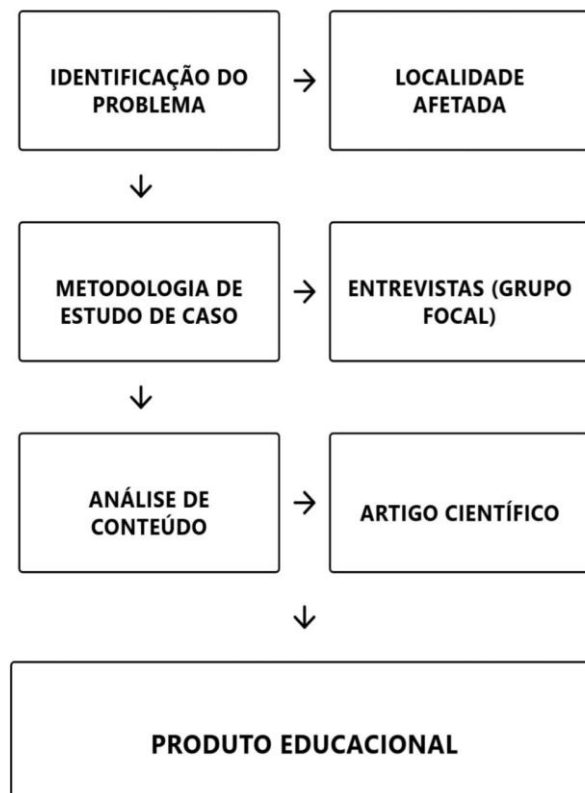 IDENTIFICAÇÃO DO
PROBLEMA
LOCALIDADE
AFETADA
METODOLOGIA DE
ESTUDO DE CASO
ENTREVISTAS (GRUPO
FOCAL)
ANÁLISE DE
CONTEÚDO
ARTIGO CIENTÍFICO
PRODUTO EDUCACIONAL